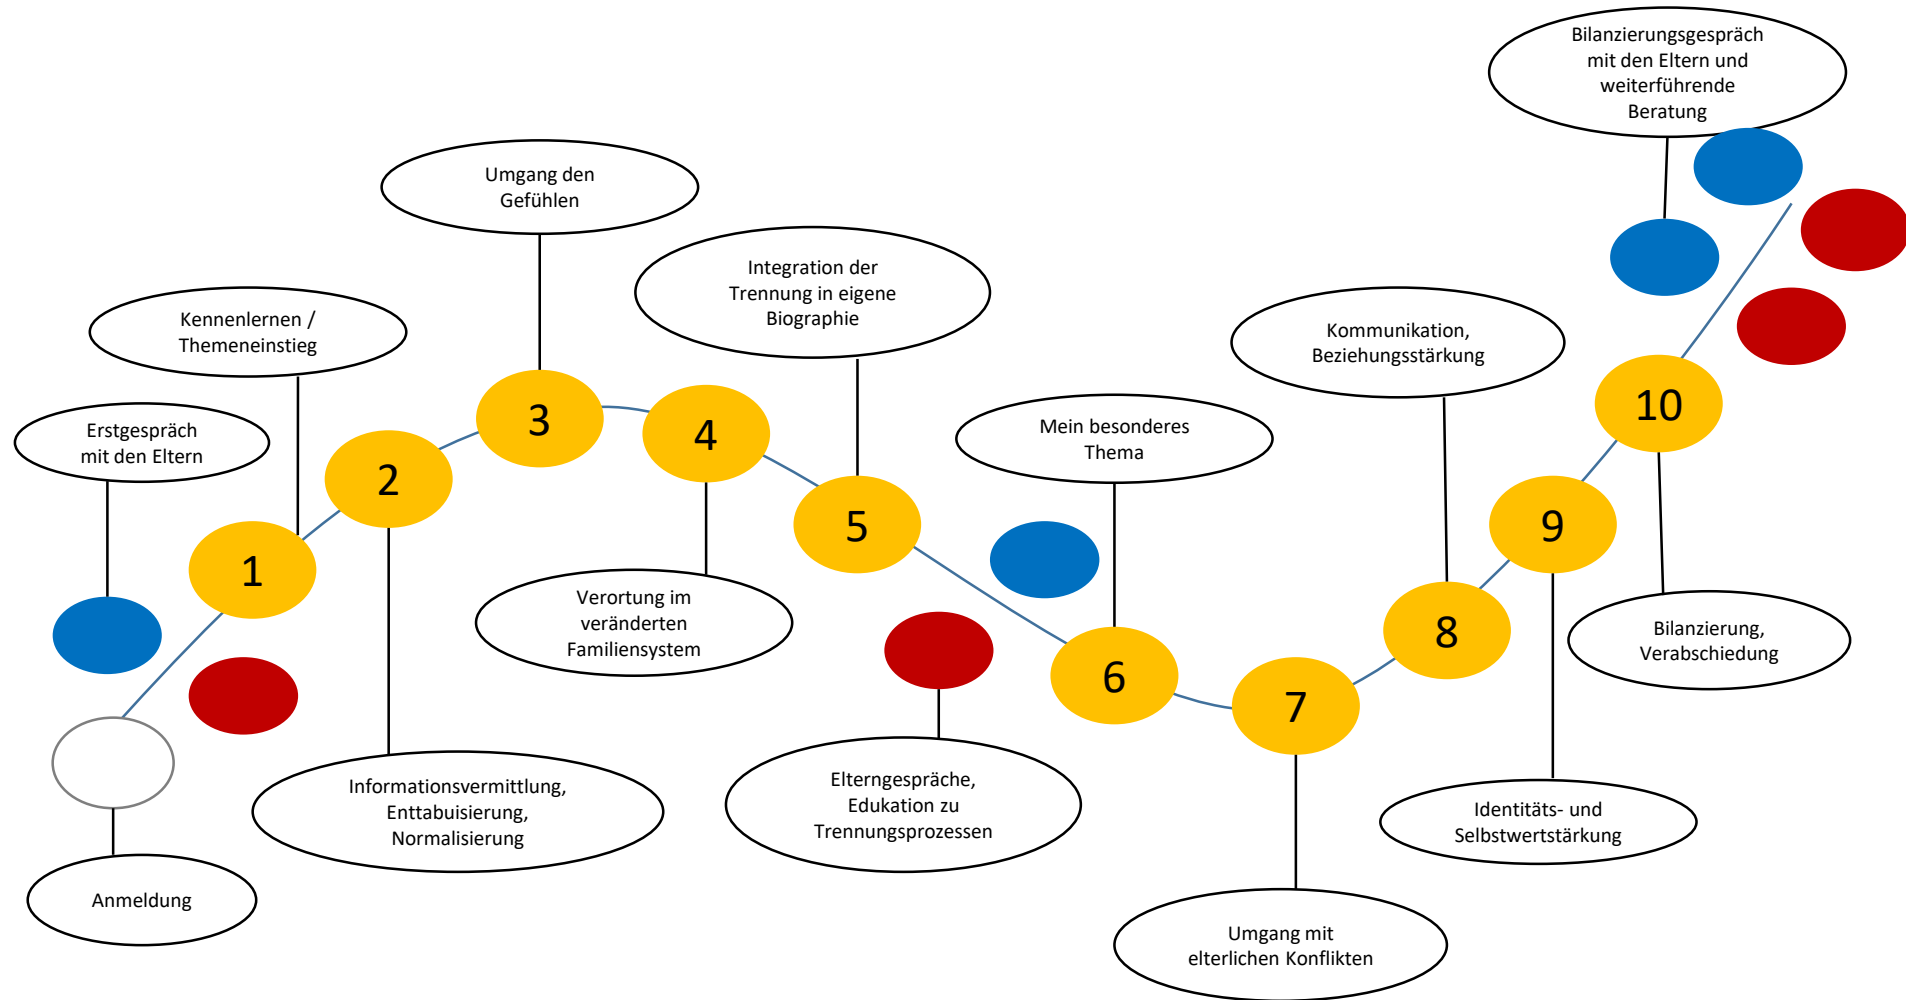 Bilanzierungsgespräch
mit den Eltern und
weiterführende
Beratung
Umgang den
Gefühlen
Integration der
Trennung in eigene
Biographie
Kennenlernen /
Themeneinstieg
Kommunikation,
Beziehungsstärkung
Erstgespräch
mit den Eltern
Mein besonderes
Thema
1
2
3
4
5
6
7
8
9
10
Verortung im
veränderten
Familiensystem
Bilanzierung,
Verabschiedung
Informationsvermittlung,
Enttabuisierung,
Normalisierung
Elterngespräche,
Edukation zu
Trennungsprozessen
Identitäts- und
Selbstwertstärkung
Anmeldung
Umgang mit
elterlichen Konflikten